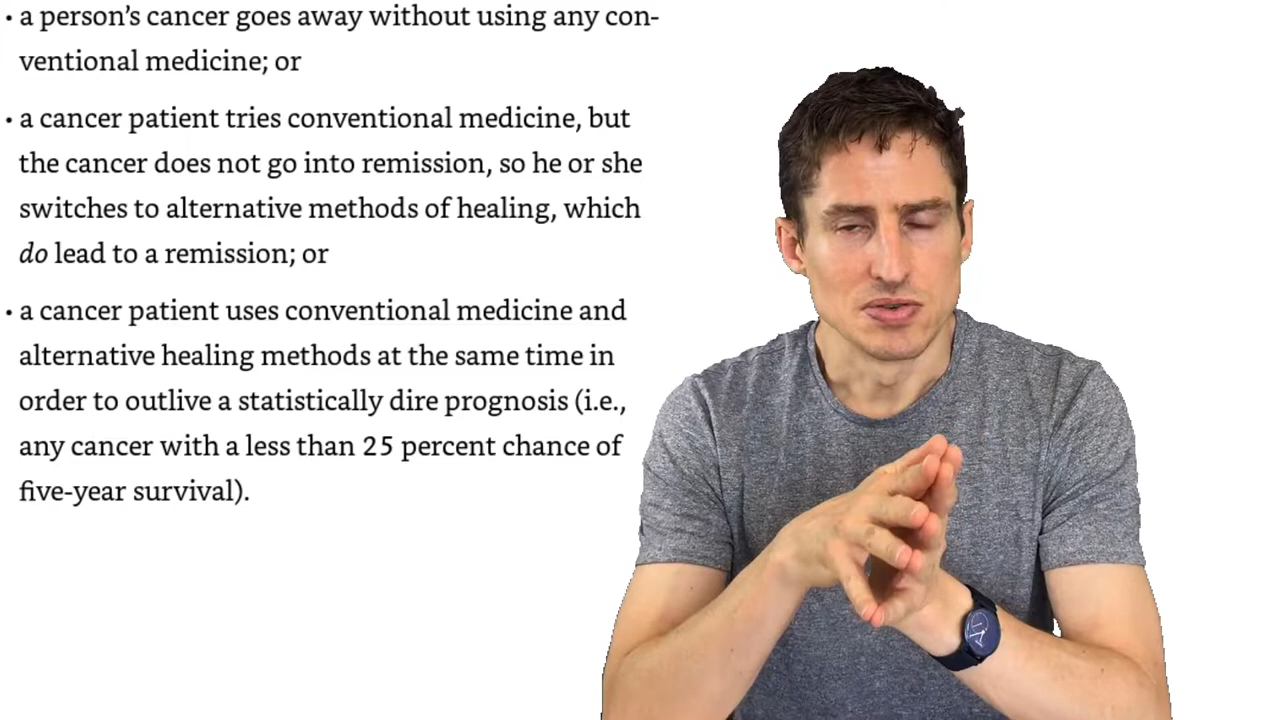 • a person's cancer goes away without using any con-
ventional medicine; or
• a cancer patient tries conventional medicine, but
the cancer does not go into remission, so he or she
switches to alternative methods of healing, which
do lead to a remission; or
• a cancer patient uses conventional medicine and
alternative healing methods at the same time in
order to outlive a statistically dire prognosis (i.e.,
any cancer with a less than 25 percent chance of
five-year survival).